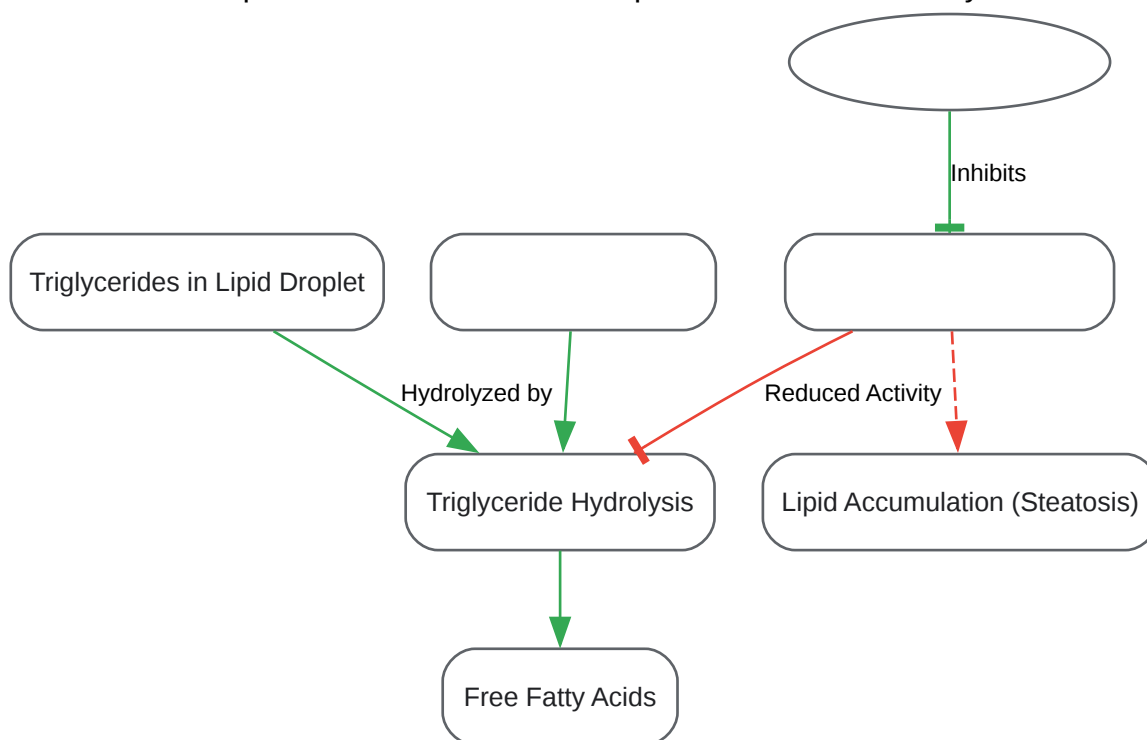 Inhibits
Triglycerides in Lipid Droplet
Hydrolyzed by
Reduced Activity
Triglyceride Hydrolysis
Lipid Accumulation (Steatosis)
Free Fatty Acids